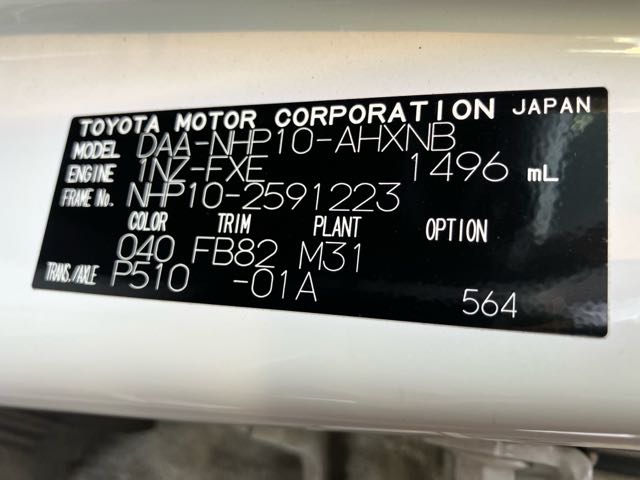 TOYOTA MOTOR CORPORATION JAPAN
MODEL DAA-NHP10-AHXNB
ENGINE 1NZ-FXE 1496 mL
FRAME No. NHP10-2591223
COLOR TRIM PLANT OPTION
040 FB82 M31
TRANS./AXLE P510 -01A 564